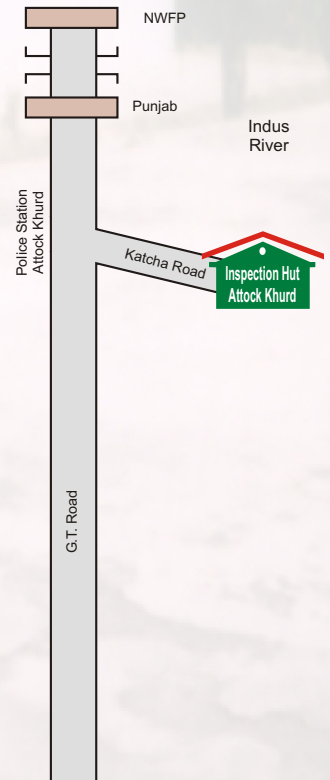 NWFP
Punjab
Indus
River
Police Station
Attock Khurd
Katcha Road
Inspection Hut
Attock Khurd
G.T. Road